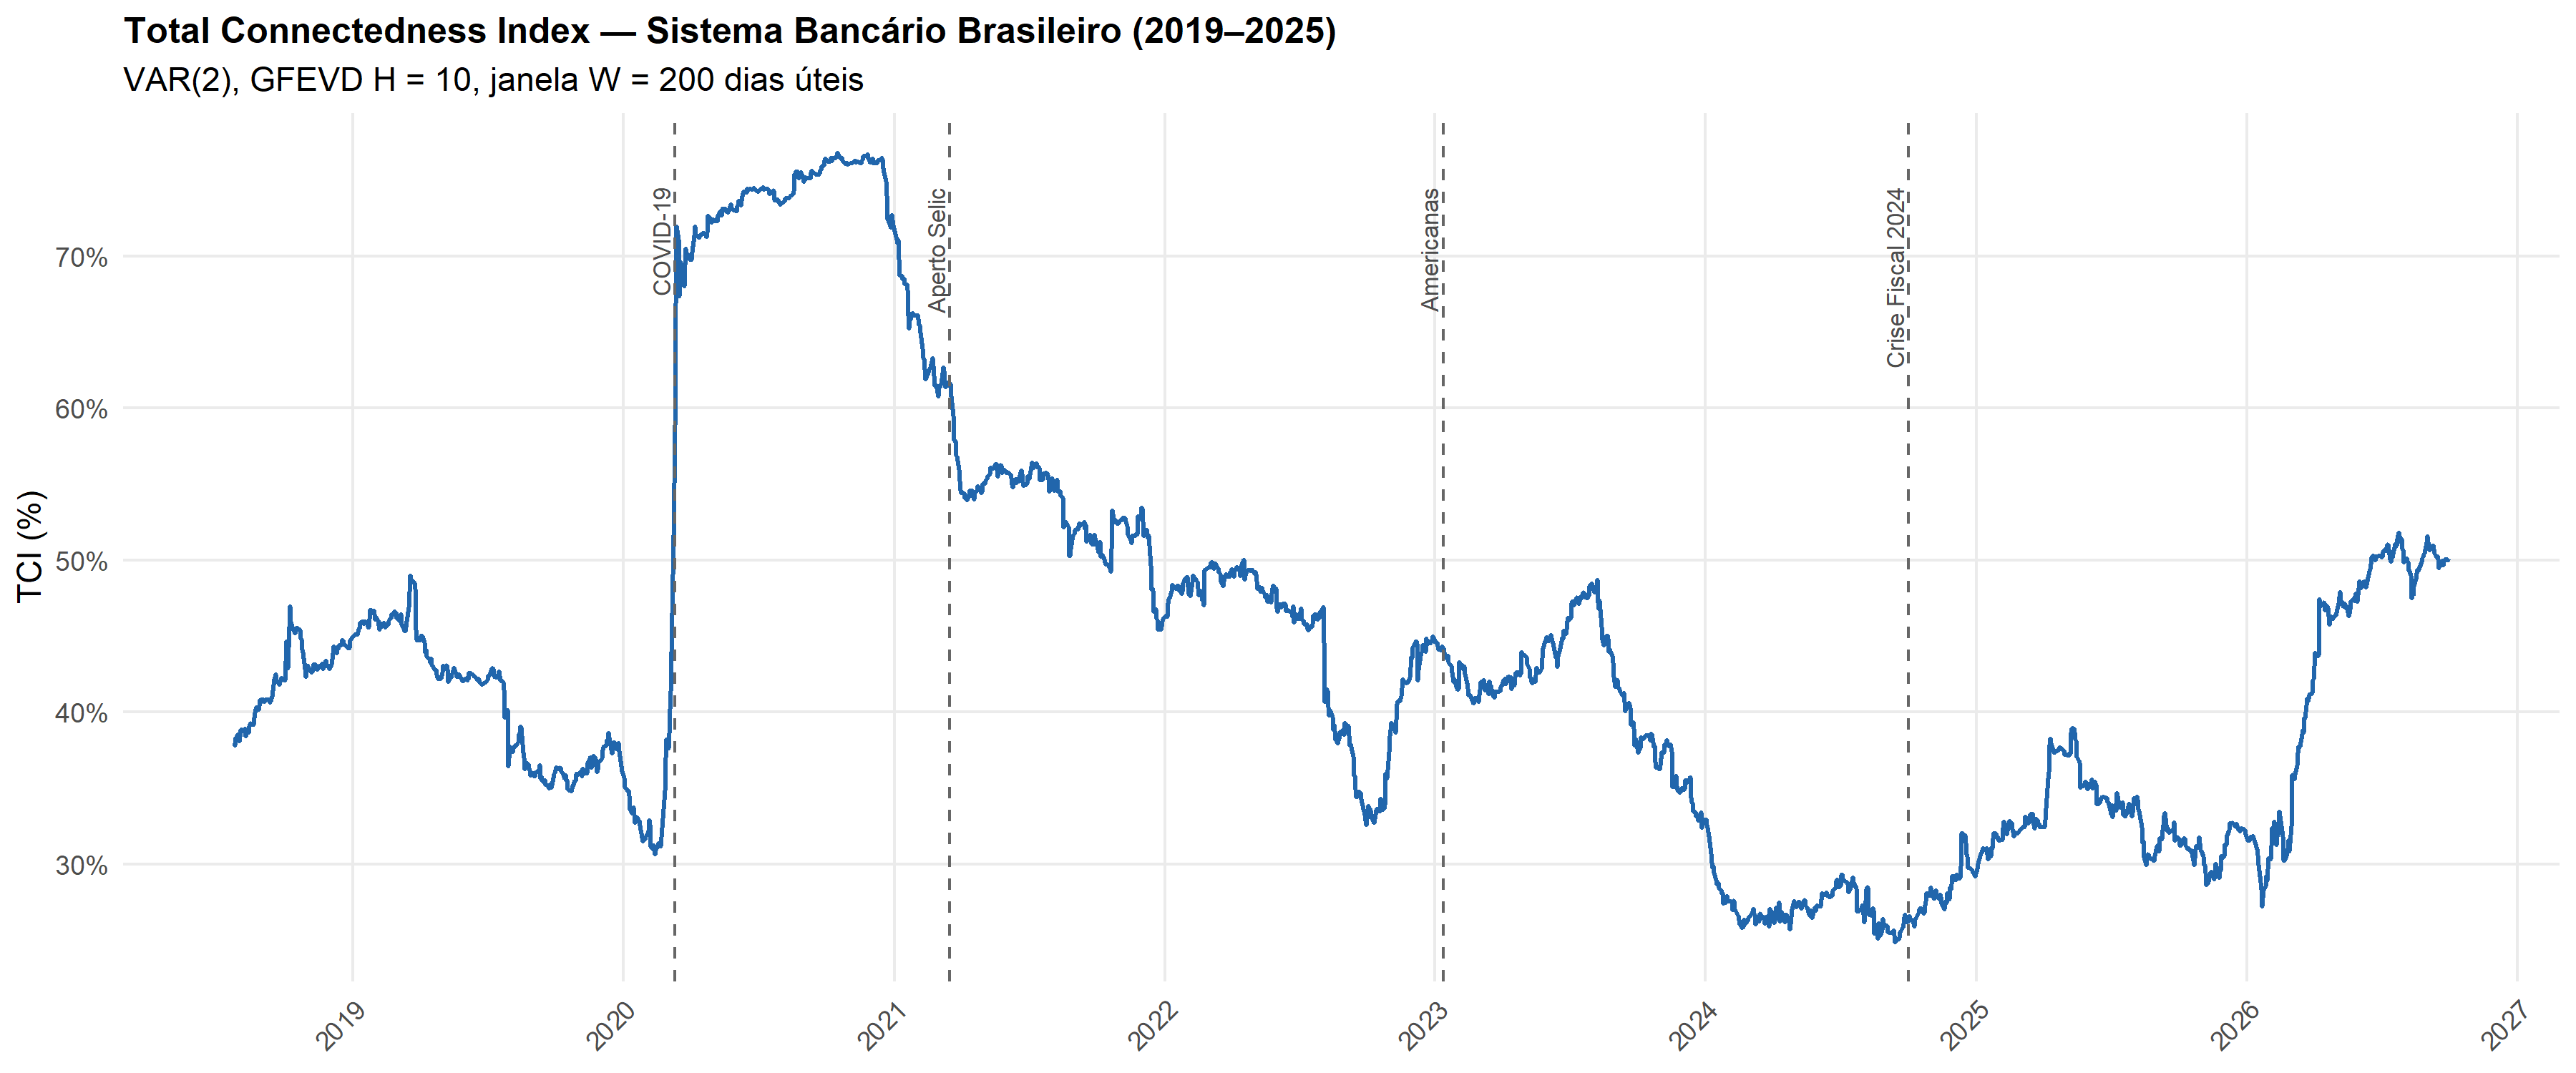 Total Connectedness Index — Sistema Bancário Brasileiro (2019–2025)
VAR(2), GFEVD H = 10, janela W = 200 dias úteis
TCI (%)
70%
60%
50%
40%
30%
COVID-19
Aperto Selic
Americanas
Crise Fiscal 2024
2019
2020
2021
2022
2023
2024
2025
2026
2027